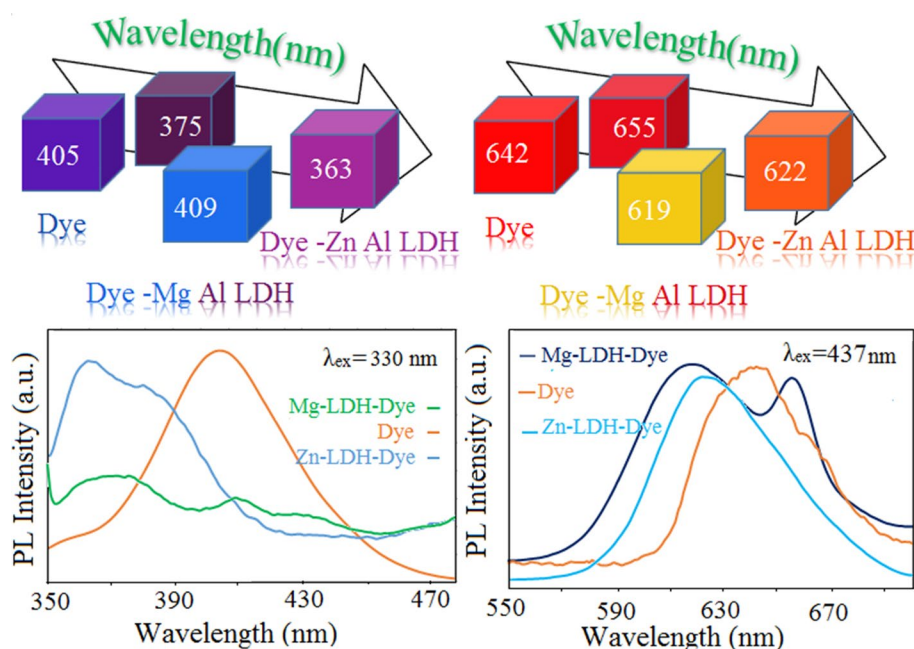 Wavelength(nm)
405
375
409
363
Dye
Dye -Zn Al LDH
Dye -Mg Al LDH
Wavelength(nm)
642
655
619
622
Dye
Dye -Zn Al LDH
Dye -Mg Al LDH
PL Intensity (a.u.)
λex=330 nm
Mg-LDH-Dye
Dye
Zn-LDH-Dye
350 390 430 470
Wavelength (nm)
PL Intensity (a.u.)
Mg-LDH-Dye
λex=437nm
Dye
Zn-LDH-Dye
550 590 630 670
Wavelength (nm)